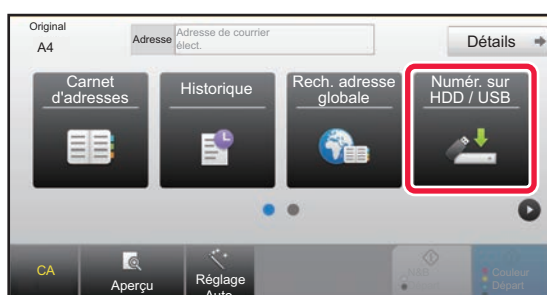 Original
A4
Adresse
Adresse de courrier
élect.
Détails
Carnet
d'adresses
Historique
Rech. adresse
globale
Numér. sur
HDD / USB
CA
Aperçu
Réglage
Auto
N&B
Couleur
Départ